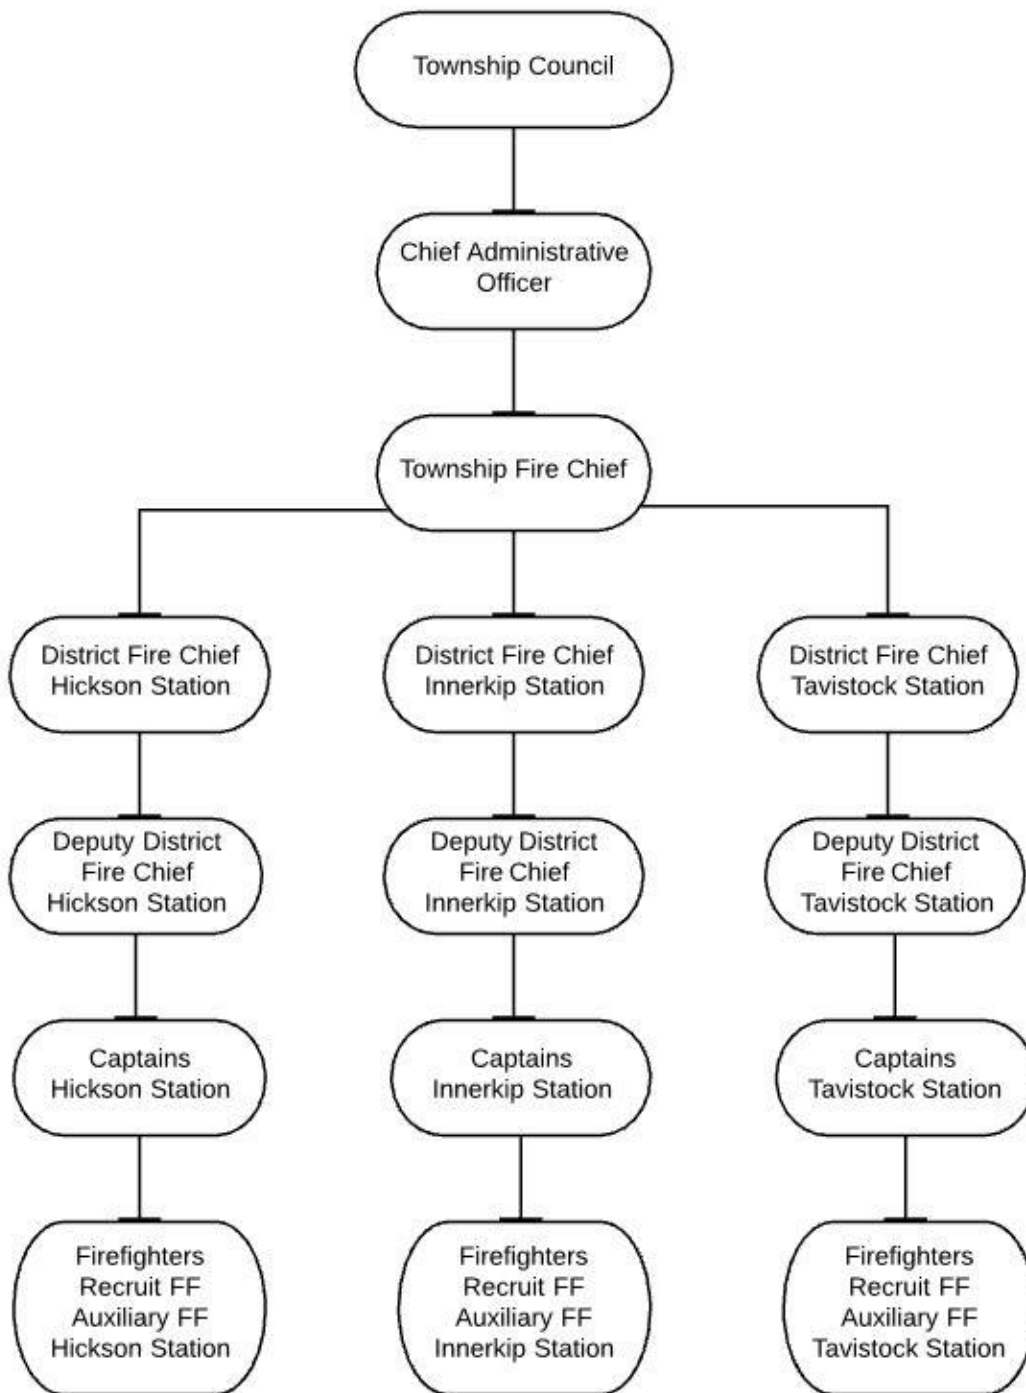 Township Council
Chief Administrative
Officer
Township Fire Chief
District Fire Chief
Hickson Station
District Fire Chief
Innerkip Station
District Fire Chief
Tavistock Station
Deputy District
Fire Chief
Hickson Station
Deputy District
Fire Chief
Innerkip Station
Deputy District
Fire Chief
Tavistock Station
Captains
Hickson Station
Captains
Innerkip Station
Captains
Tavistock Station
Firefighters
Recruit FF
Auxiliary FF
Hickson Station
Firefighters
Recruit FF
Auxiliary FF
Innerkip Station
Firefighters
Recruit FF
Auxiliary FF
Tavistock Station